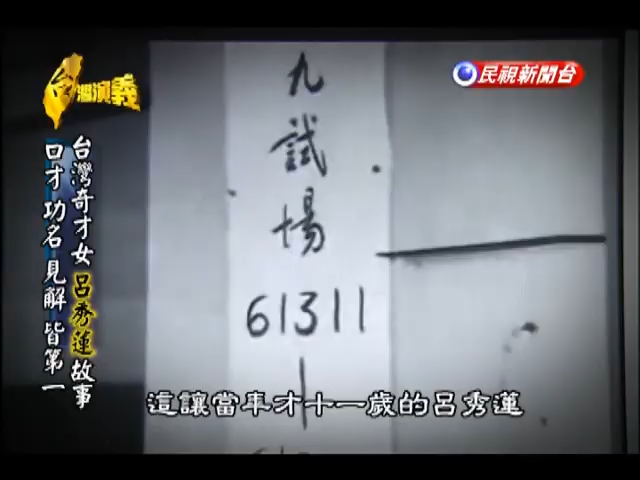 台灣演義
民視新聞台
台灣奇才女 呂秀蓮故事
口才 功名 見解 皆第一
九試場
61311
|
這讓當年才十一歲的呂秀蓮